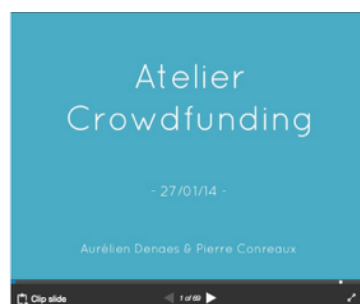 Atelier
Crowdfunding
- 27/01/14 -
Aurélien Denaes & Pierre Conreaux
Clip slide
1 of 69